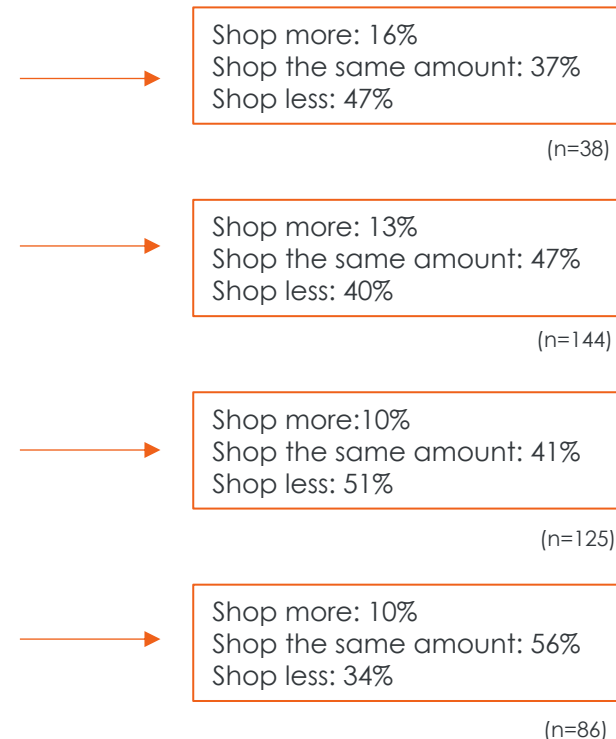 Shop more: 16%
Shop the same amount: 37%
Shop less: 47%
(n=38)
Shop more: 13%
Shop the same amount: 47%
Shop less: 40%
(n=144)
Shop more:10%
Shop the same amount: 41%
Shop less: 51%
(n=125)
Shop more: 10%
Shop the same amount: 56%
Shop less: 34%
(n=86)